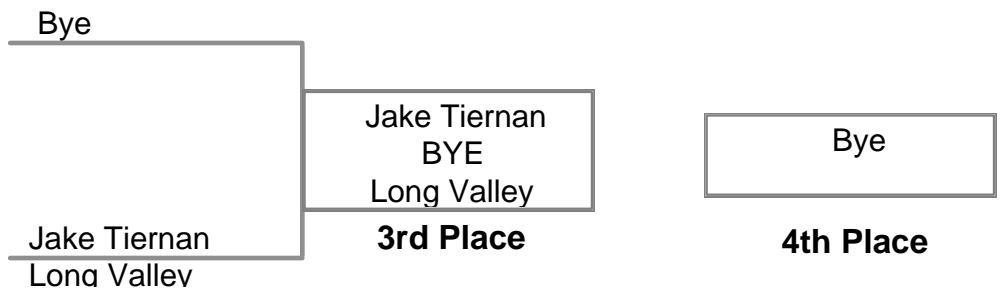 Bye
Jake Tiernan
BYE
Long Valley
3rd Place
Bye
4th Place
Jake Tiernan
Long Valley